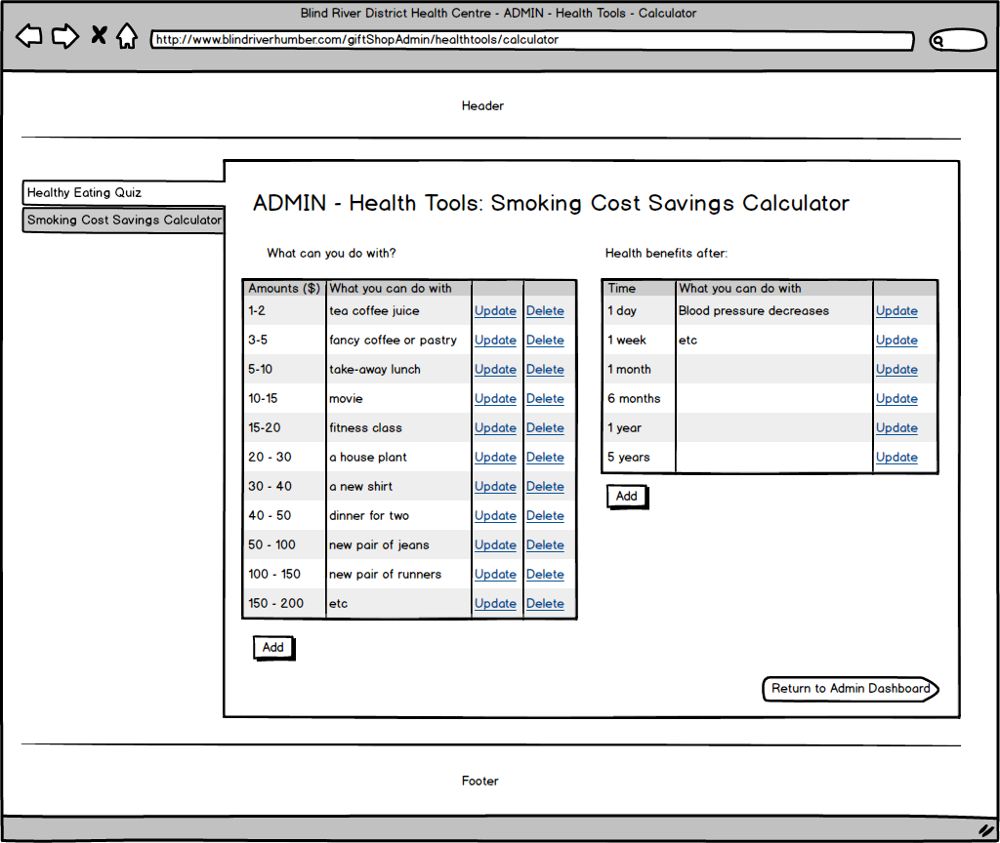 Blind River District Health Centre - ADMIN - Health Tools - Calculator
http://www.blindriverhumber.com/giftShopAdmin/healthtools/calculator
Header
Healthy Eating Quiz
Smoking Cost Savings Calculator
ADMIN - Health Tools: Smoking Cost Savings Calculator
What can you do with?
Amounts ($) What you can do with
1-2 tea coffee juice Update Delete
3-5 fancy coffee or pastry Update Delete
5-10 take-away lunch Update Delete
10-15 movie Update Delete
15-20 fitness class Update Delete
20 - 30 a house plant Update Delete
30 - 40 a new shirt Update Delete
40 - 50 dinner for two Update Delete
50 - 100 new pair of jeans Update Delete
100 - 150 new pair of runners Update Delete
150 - 200 etc Update Delete
Add
Health benefits after:
Time What you can do with
1 day Blood pressure decreases Update
1 week etc Update
1 month Update
6 months Update
1 year Update
5 years Update
Add
Return to Admin Dashboard
Footer